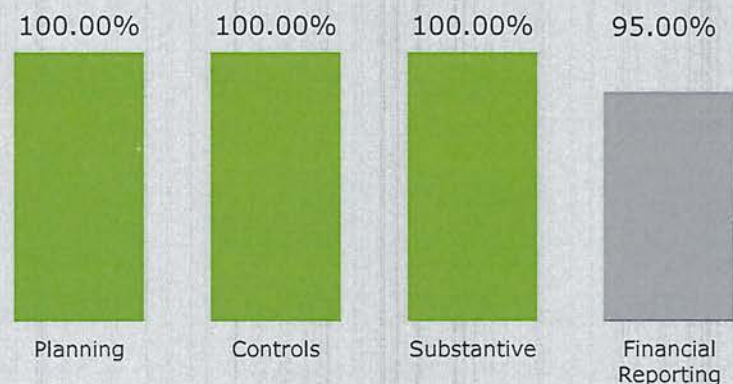 100.00%
100.00%
100.00%
95.00%
Planning
Controls
Substantive
Financial
Reporting